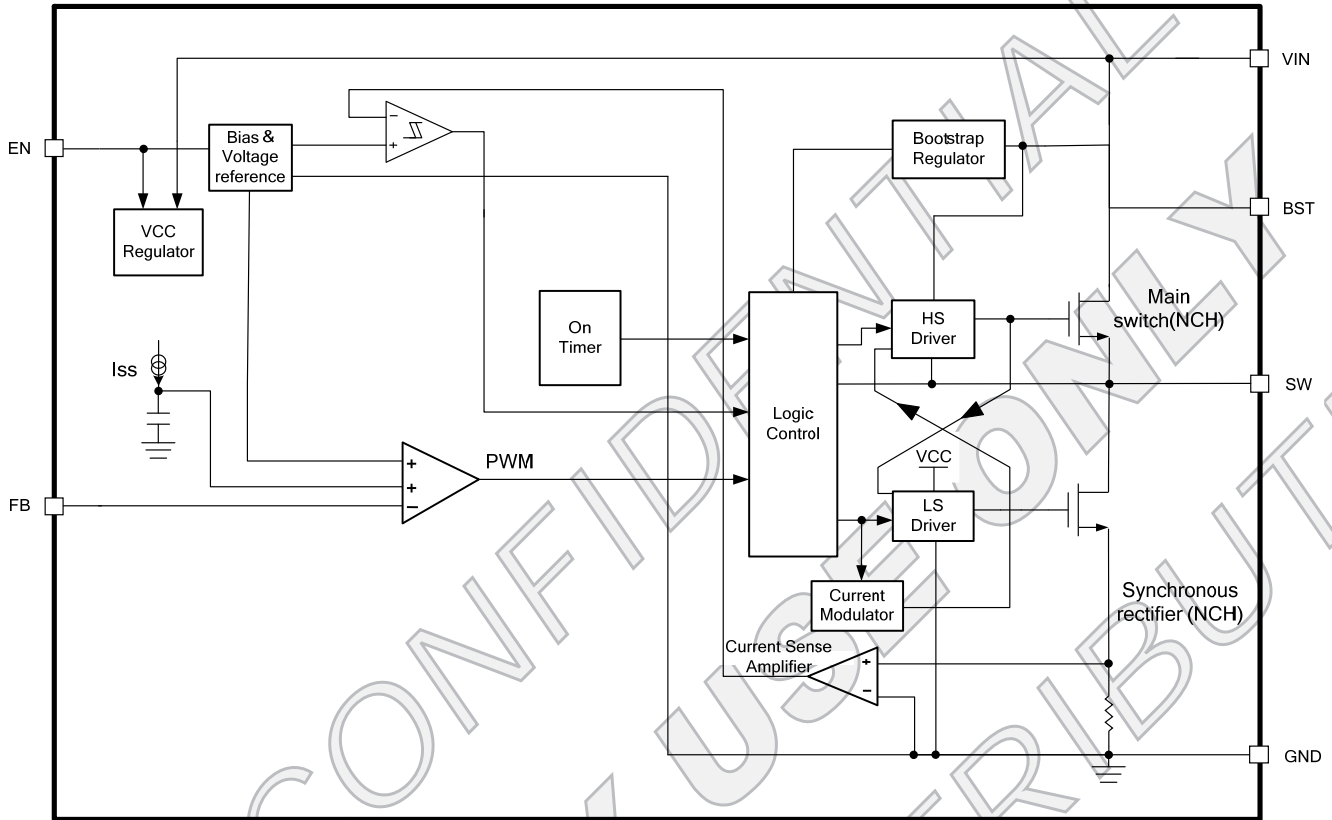 VIN
EN
Bias &
Voltage
reference
−
+
Bootstrap
Regulator
BST
VCC
Regulator
On
Timer
HS
Driver
Main
switch(NCH)
Iss
SW
Logic
Control
VCC
PWM
+
+
−
FB
LS
Driver
Current
Modulator
Synchronous
rectifier (NCH)
Current Sense
Amplifier
+
−
GND
CONFIDENTIAL
USE ONLY